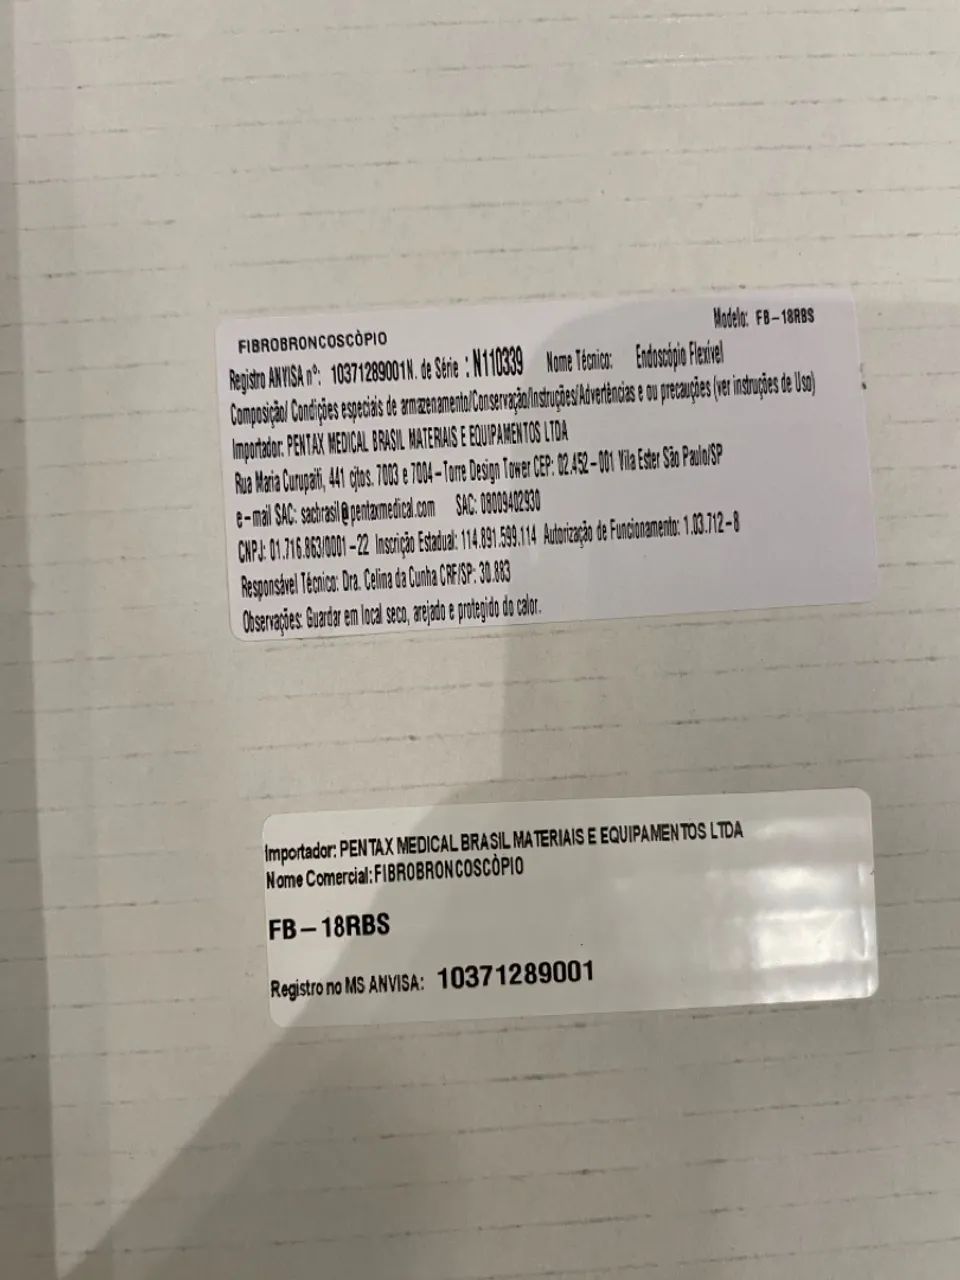 FIBROBRONCOSCÒPIO Modelo: FB-18RBS
Registro ANVISA nº: 10371289001N. de Série : N110339 Nome Técnico: Endoscópio Flexível
Composição/ Condições especiais de armazenamento/Conservação/Instruções/Advertências e ou precauções (ver instruções de Uso)
Importador: PENTAX MEDICAL BRASIL MATERIAIS E EQUIPAMENTOS LTDA
Rua Maria Curupaiti, 441 cjtos. 7003 e 7004-Torre Design Tower CEP: 02.452-001 Vila Ester São Paulo/SP
e-mail SAC: sacbrasil@pentaxmedical.com SAC: 08009402930
CNPJ: 01.716.863/0001-22 Inscrição Estadual: 114.891.599.114 Autorização de Funcionamento: 1.03.712-8
Responsável Técnico: Dra. Celina da Cunha CRF/SP: 30.883
Observações: Guardar em local seco, arejado e protegido do calor.
Importador: PENTAX MEDICAL BRASIL MATERIAIS E EQUIPAMENTOS LTDA
Nome Comercial: FIBROBRONCOSCÒPIO
FB-18RBS
Registro no MS ANVISA: 10371289001